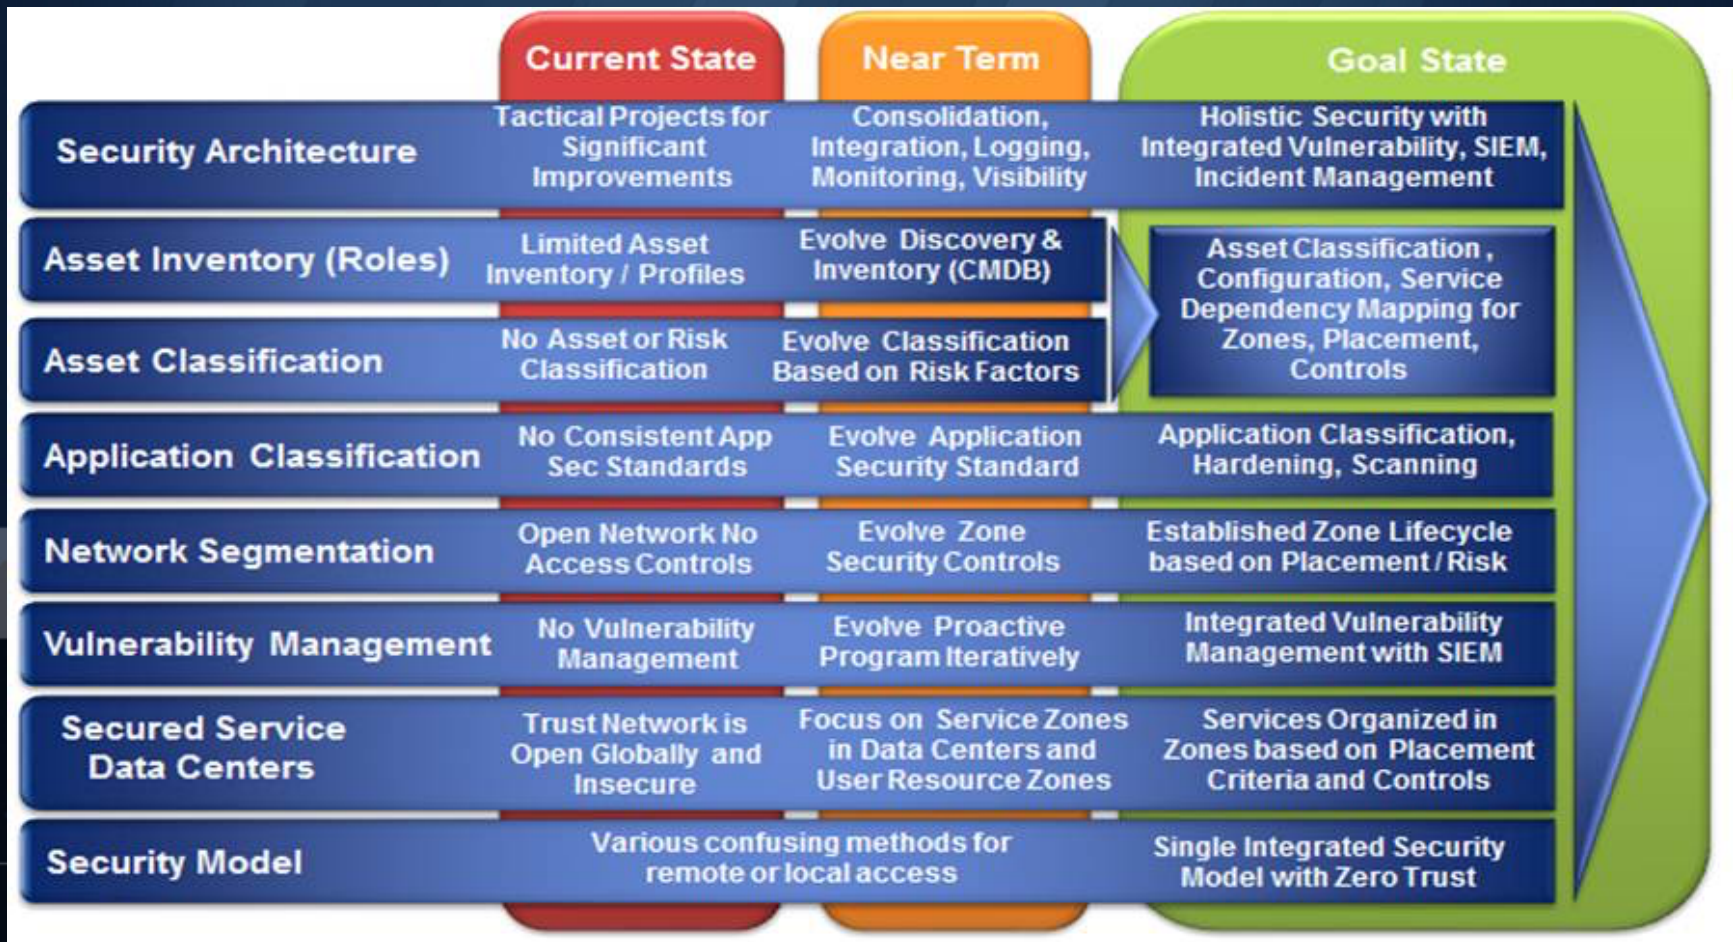 Current State
Near Term
Goal State
Security Architecture
Tactical Projects for
Significant
Improvements
Consolidation,
Integration, Logging,
Monitoring, Visibility
Holistic Security with
Integrated Vulnerability, SIEM,
Incident Management
Asset Inventory (Roles)
Limited Asset
Inventory / Profiles
Evolve Discovery &
Inventory (CMDB)
Asset Classification ,
Configuration, Service
Dependency Mapping for
Zones, Placement,
Controls
Asset Classification
No Asset or Risk
Classification
Evolve Classification
Based on Risk Factors
Application Classification
No Consistent App
Sec Standards
Evolve Application
Security Standard
Application Classification,
Hardening, Scanning
Network Segmentation
Open Network No
Access Controls
Evolve Zone
Security Controls
Established Zone Lifecycle
based on Placement / Risk
Vulnerability Management
No Vulnerability
Management
Evolve Proactive
Program Iteratively
Integrated Vulnerability
Management with SIEM
Secured Service
Data Centers
Trust Network is
Open Globally and
Insecure
Focus on Service Zones
in Data Centers and
User Resource Zones
Services Organized in
Zones based on Placement
Criteria and Controls
Security Model
Various confusing methods for
remote or local access
Single Integrated Security
Model with Zero Trust